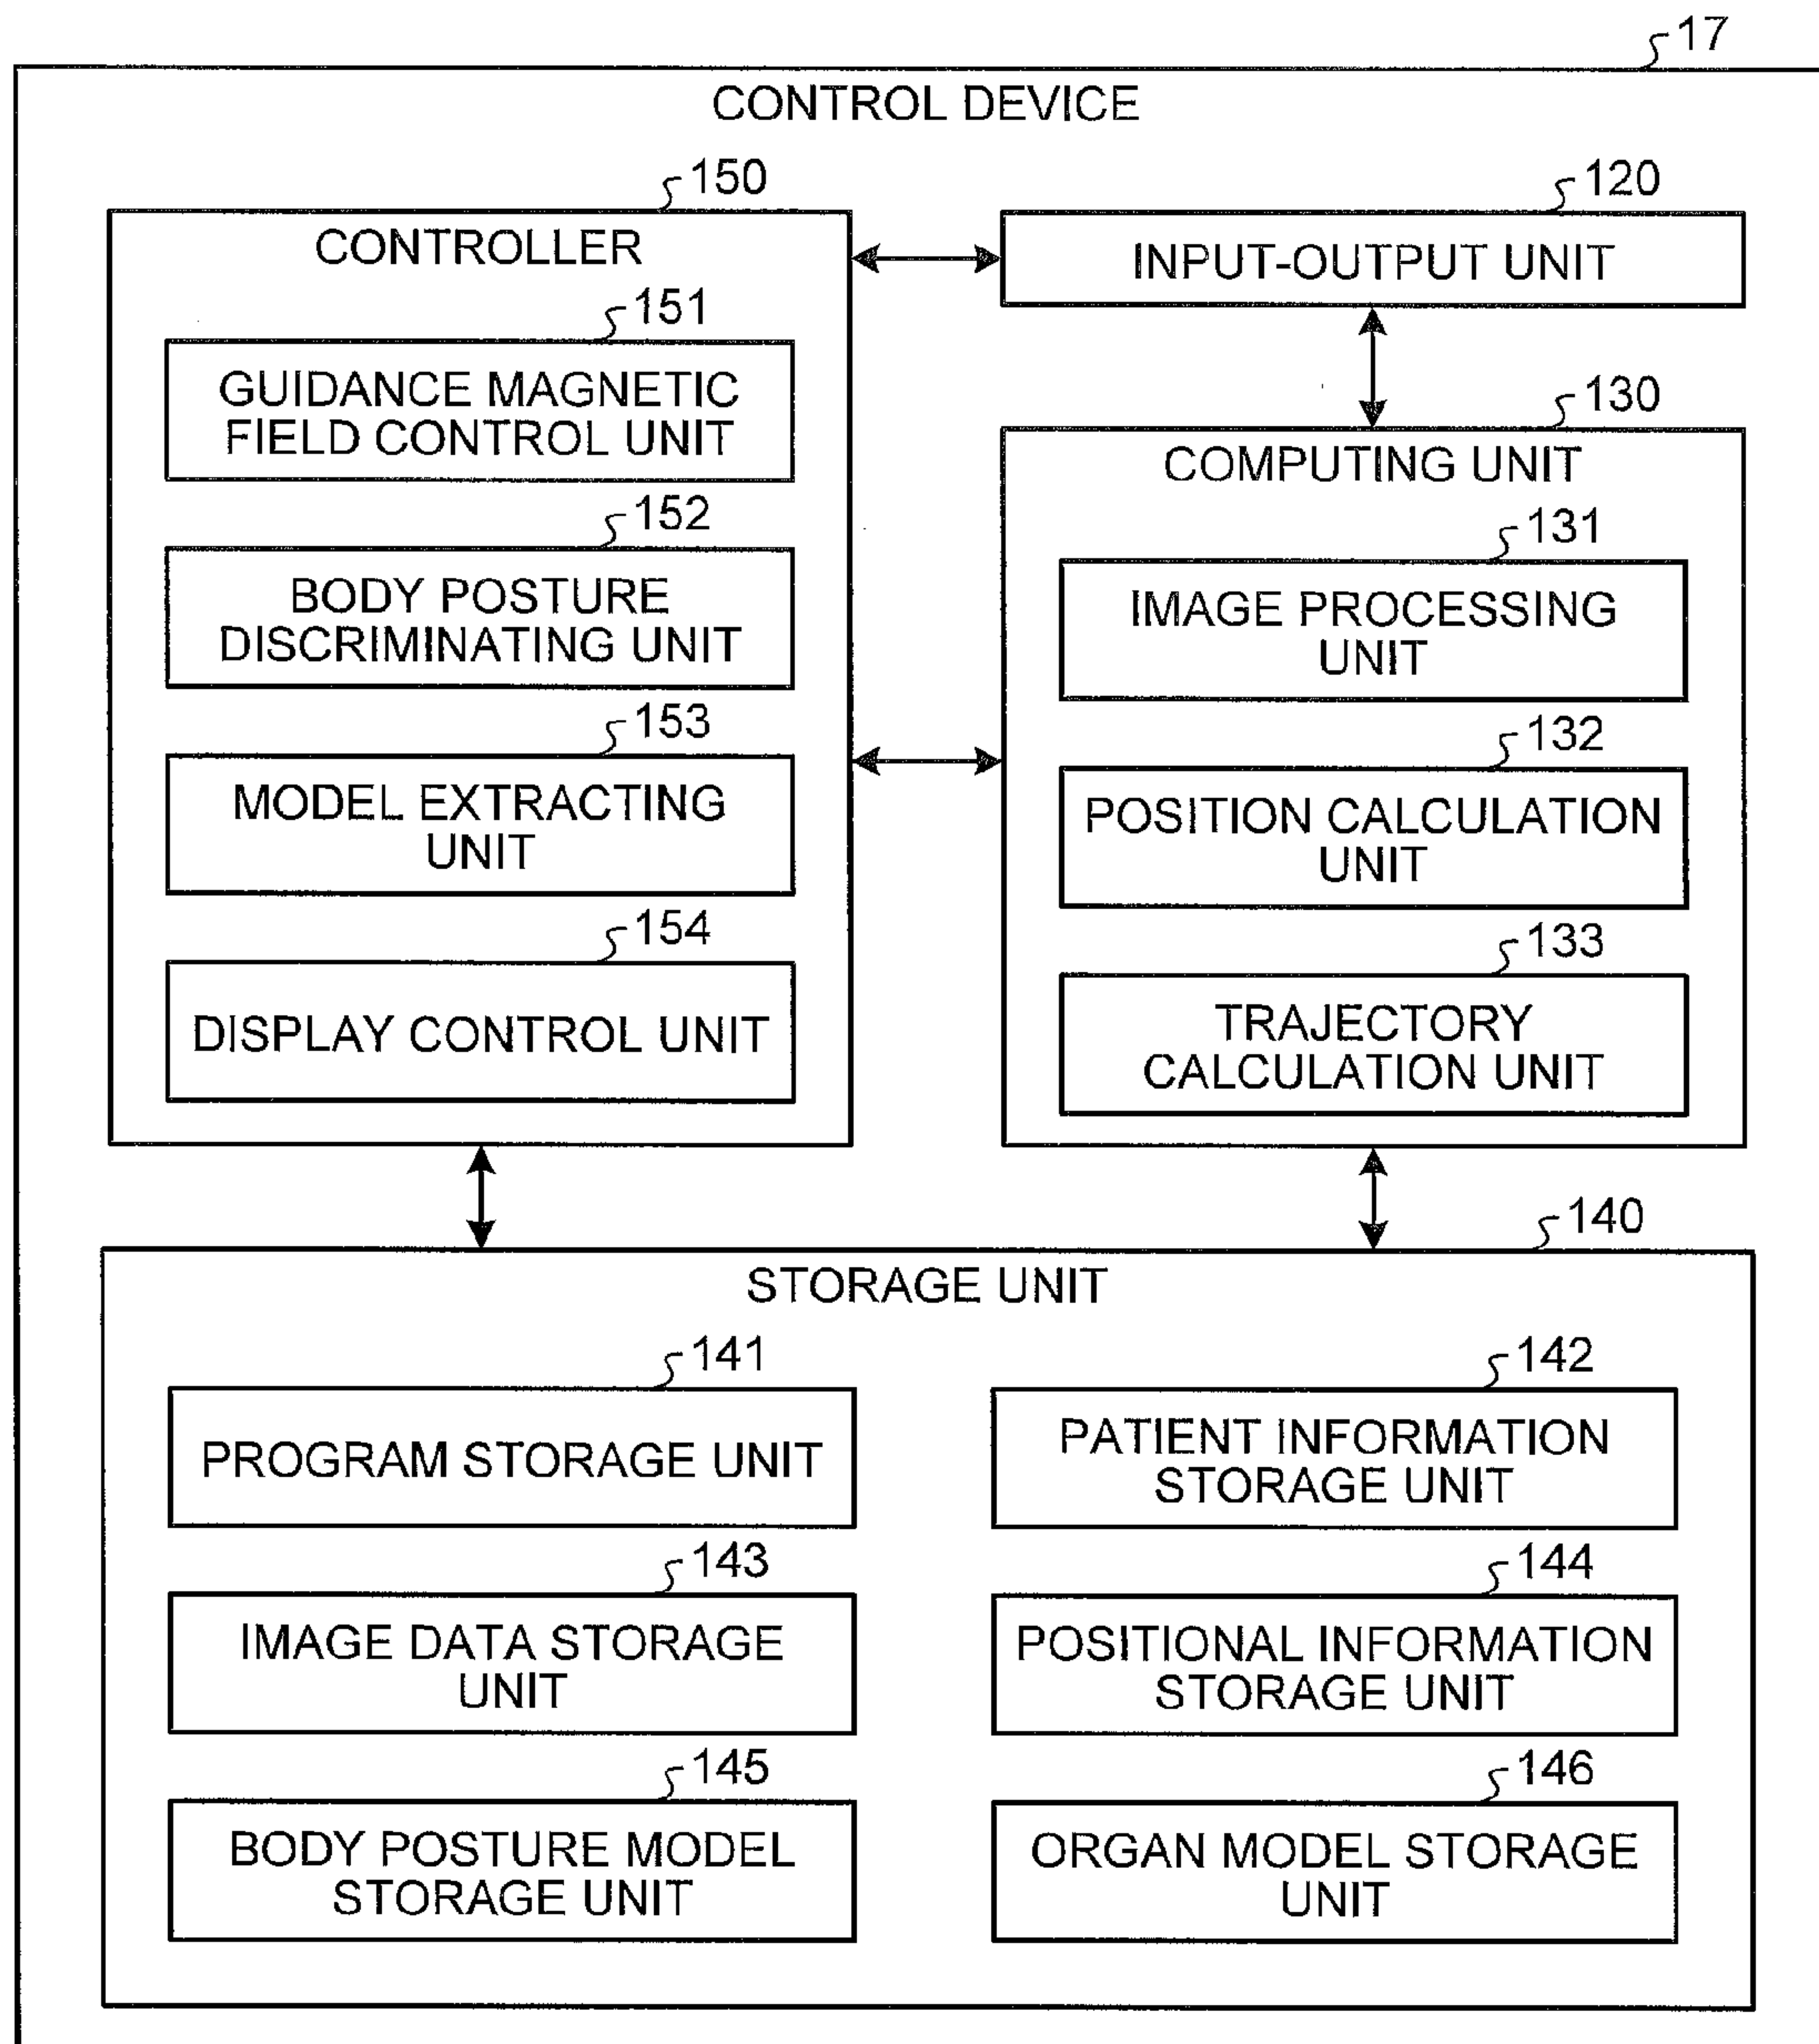 17
CONTROL DEVICE
150
CONTROLLER
151
GUIDANCE MAGNETIC
FIELD CONTROL UNIT
152
BODY POSTURE
DISCRIMINATING UNIT
153
MODEL EXTRACTING
UNIT
154
DISPLAY CONTROL UNIT
120
INPUT-OUTPUT UNIT
130
COMPUTING UNIT
131
IMAGE PROCESSING
UNIT
132
POSITION CALCULATION
UNIT
133
TRAJECTORY
CALCULATION UNIT
140
STORAGE UNIT
141
PROGRAM STORAGE UNIT
142
PATIENT INFORMATION
STORAGE UNIT
143
IMAGE DATA STORAGE
UNIT
144
POSITIONAL INFORMATION
STORAGE UNIT
145
BODY POSTURE MODEL
STORAGE UNIT
146
ORGAN MODEL STORAGE
UNIT